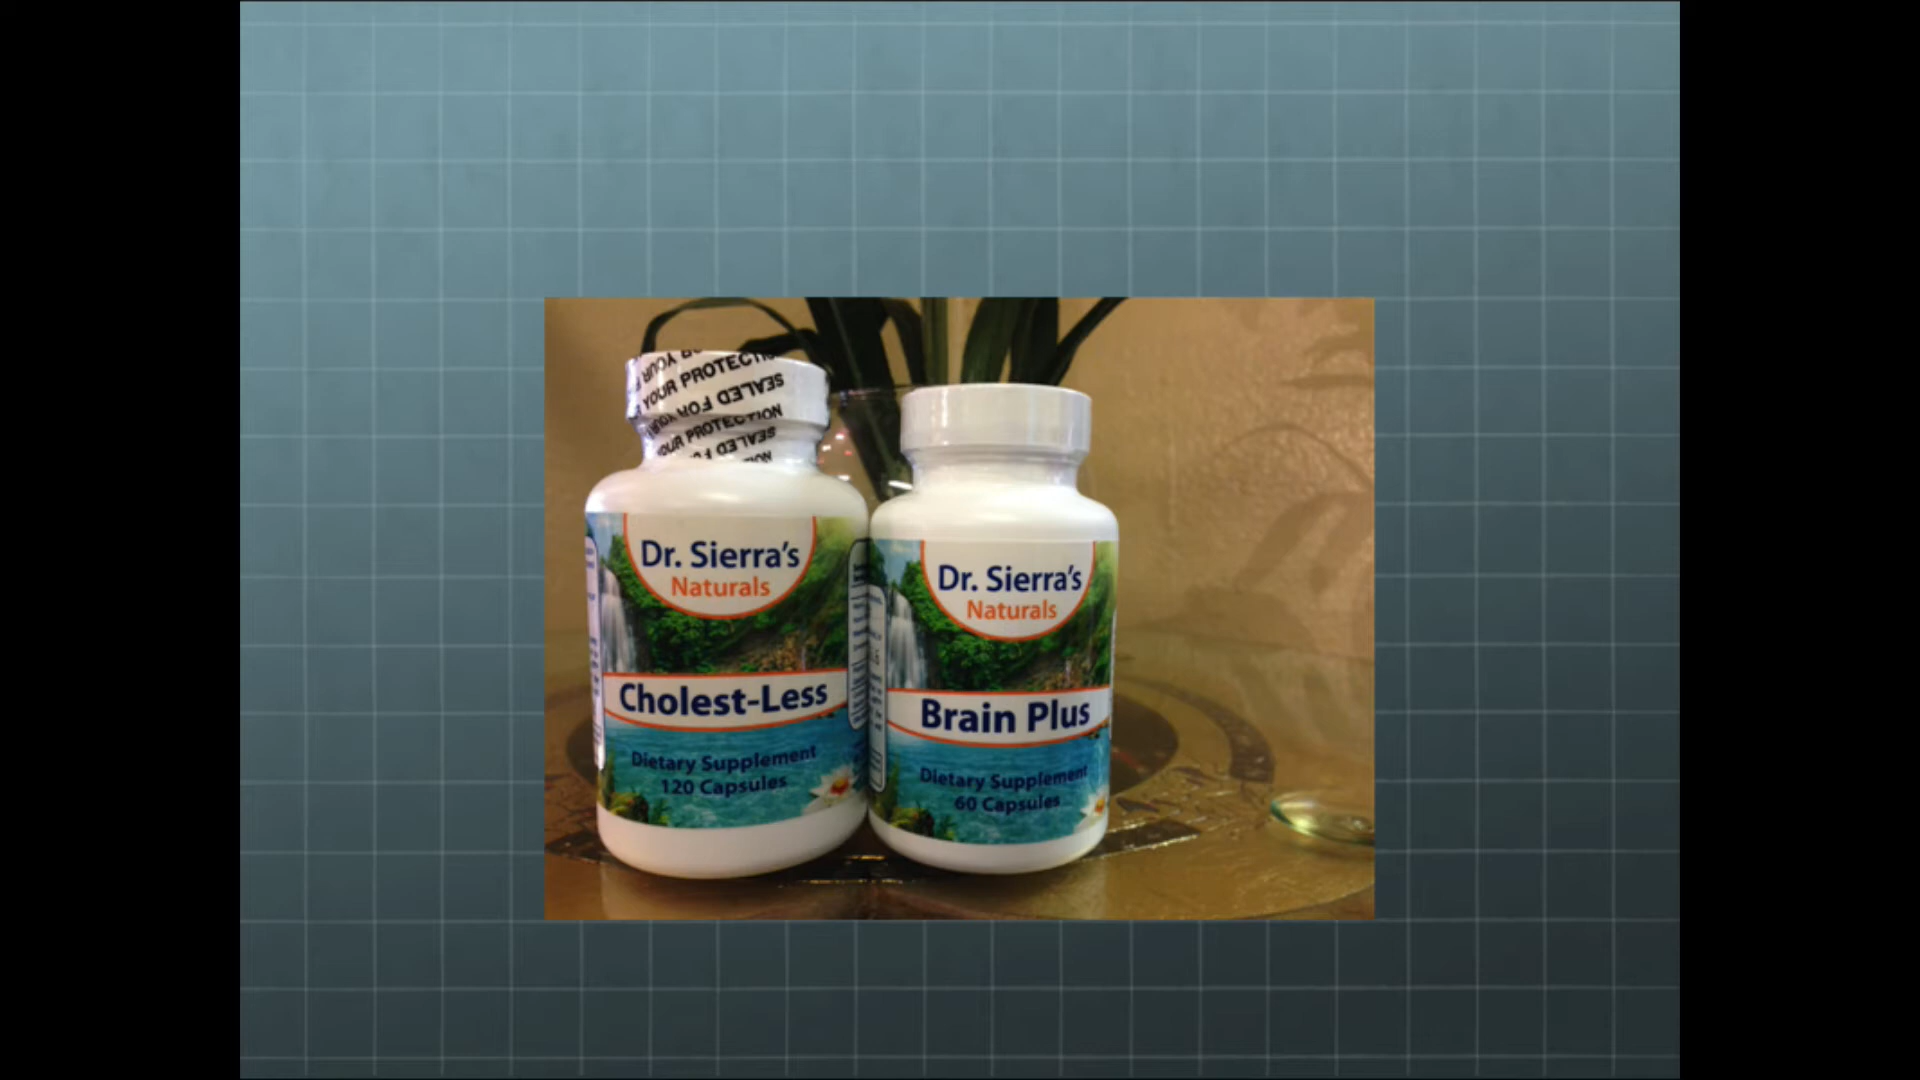 YOUR PROTECTION
SEALED FOR YOUR
YOUR PROTECTION
SEALED FOR
Dr. Sierra's
Naturals
Cholest-Less
Dietary Supplement
120 Capsules
Dr. Sierra's
Naturals
Brain Plus
Dietary Supplement
60 Capsules